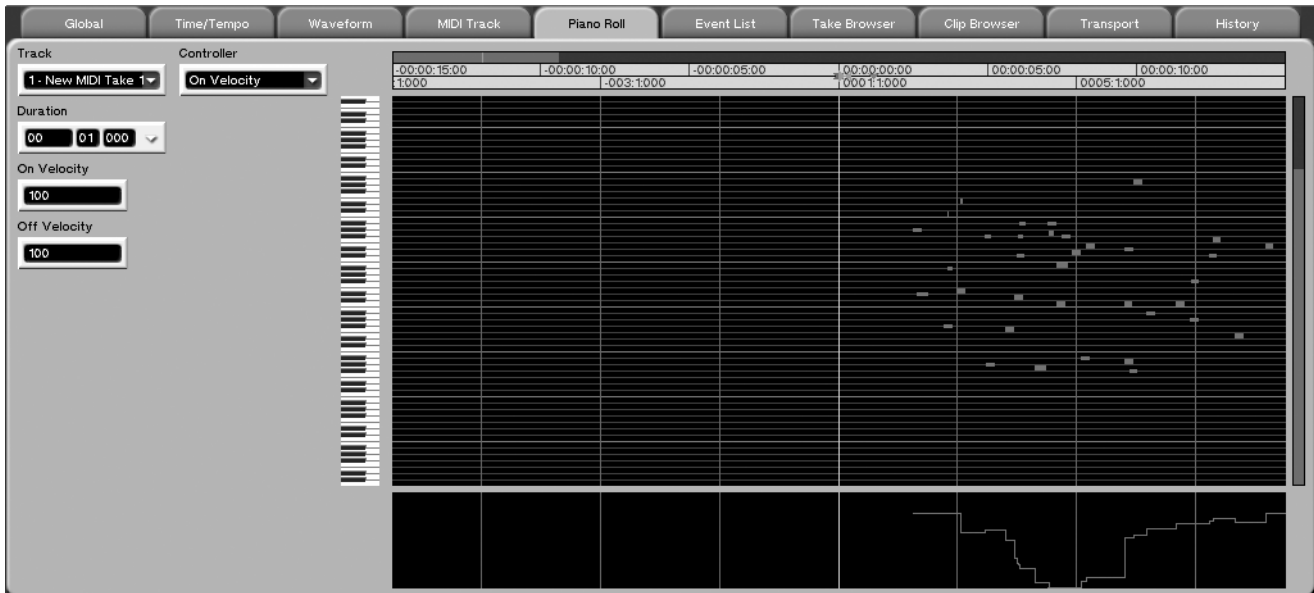 Global Time/Tempo Waveform MIDI Track Piano Roll Event List Take Browser Clip Browser Transport History
Track Controller
1 - New MIDI Take 1 On Velocity
Duration
00 01 000
On Velocity
100
Off Velocity
100
-00:00:15:00 -00:00:10:00 -00:00:05:00 00:00:00:00 00:00:05:00 00:00:10:00
1:000 -003:1:000 0001:1:000 0005:1:000